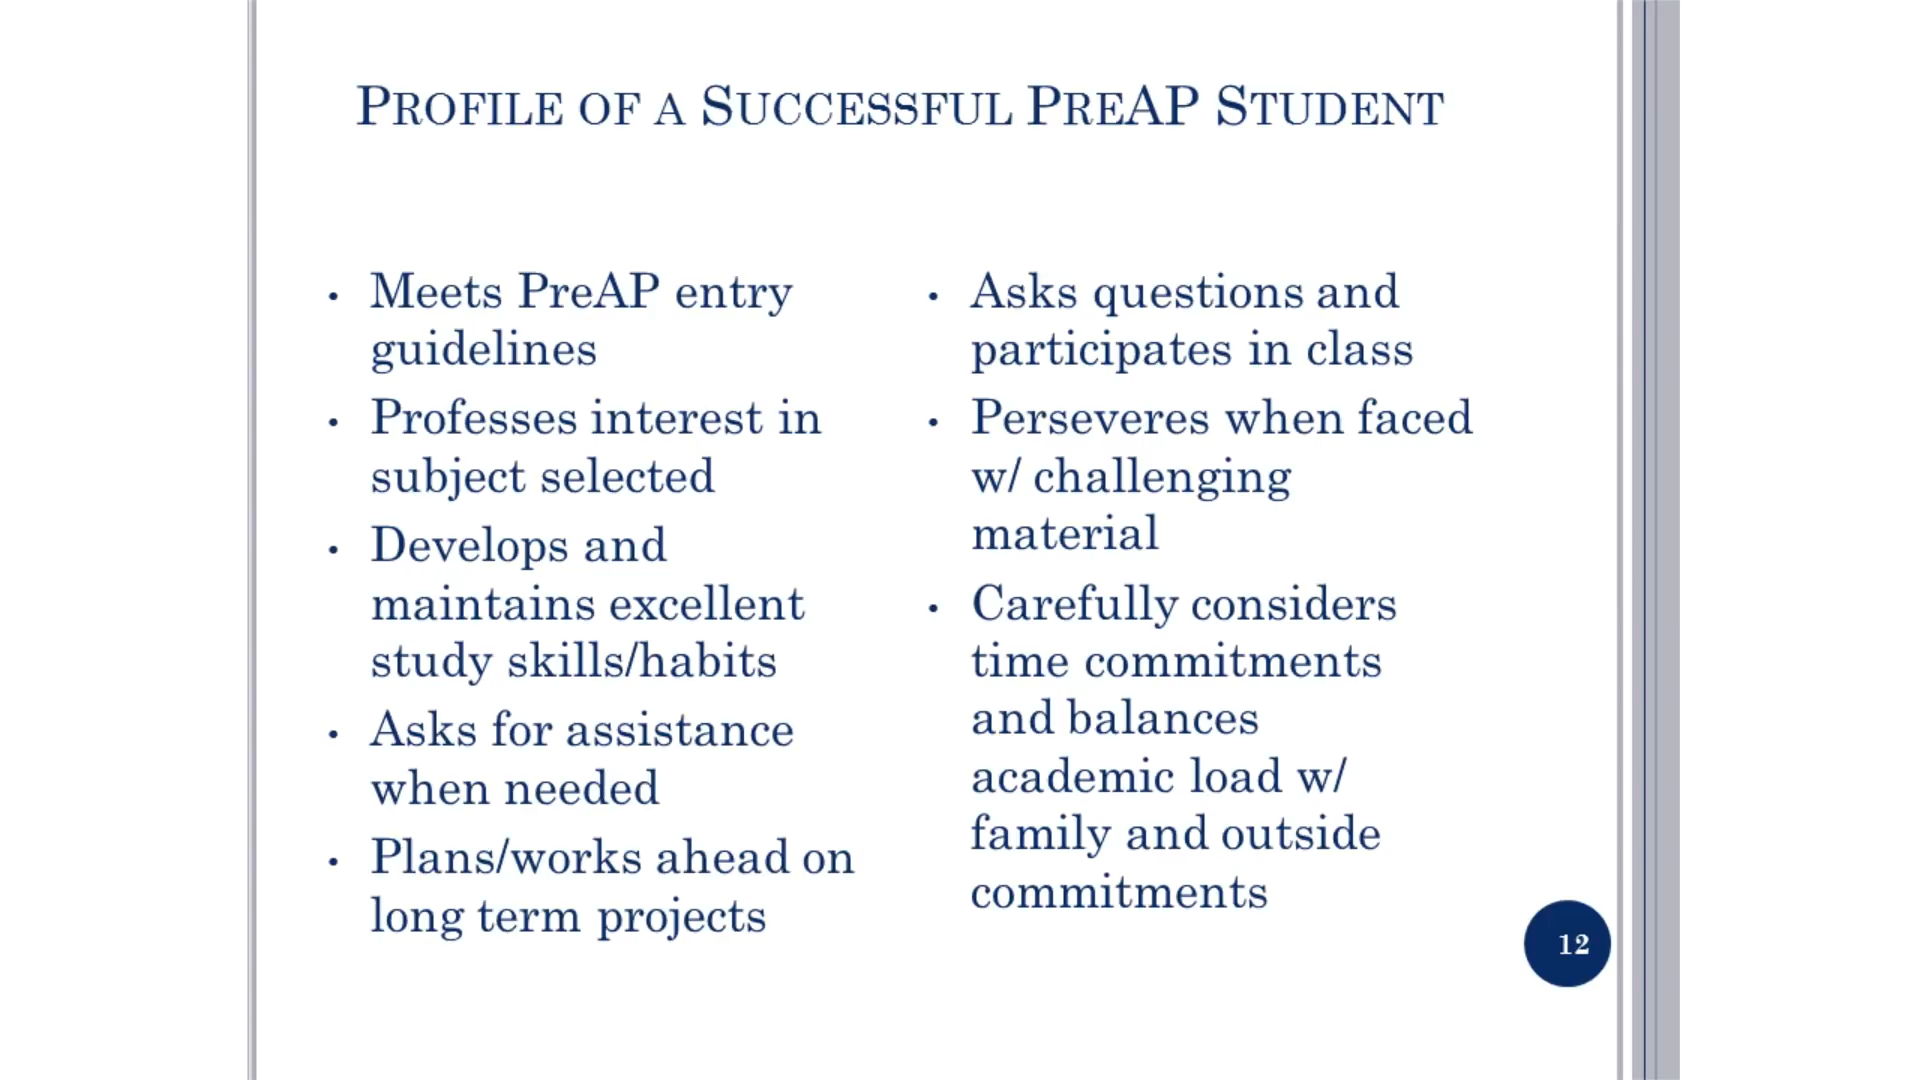 PROFILE OF A SUCCESSFUL PREAP STUDENT
• Meets PreAP entry
guidelines
• Professes interest in
subject selected
• Develops and
maintains excellent
study skills/habits
• Asks for assistance
when needed
• Plans/works ahead on
long term projects
• Asks questions and
participates in class
• Perseveres when faced
w/ challenging
material
• Carefully considers
time commitments
and balances
academic load w/
family and outside
commitments
12